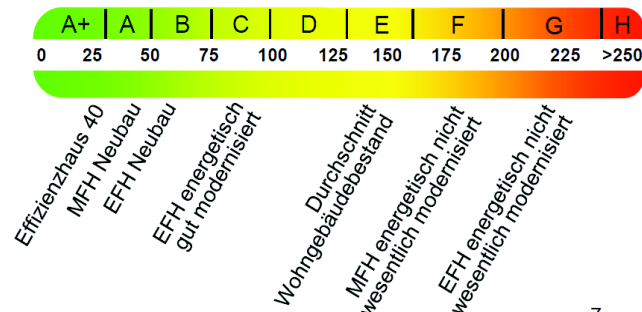 A+ A B C D E F G H
0 25 50 75 100 125 150 175 200 225 >250
Effizienzhaus 40
MFH Neubau
EFH Neubau
EFH energetisch
gut modernisiert
Durchschnitt
Wohngebäudebestand
MFH energetisch nicht
wesentlich modernisiert
EFH energetisch nicht
wesentlich modernisiert
7